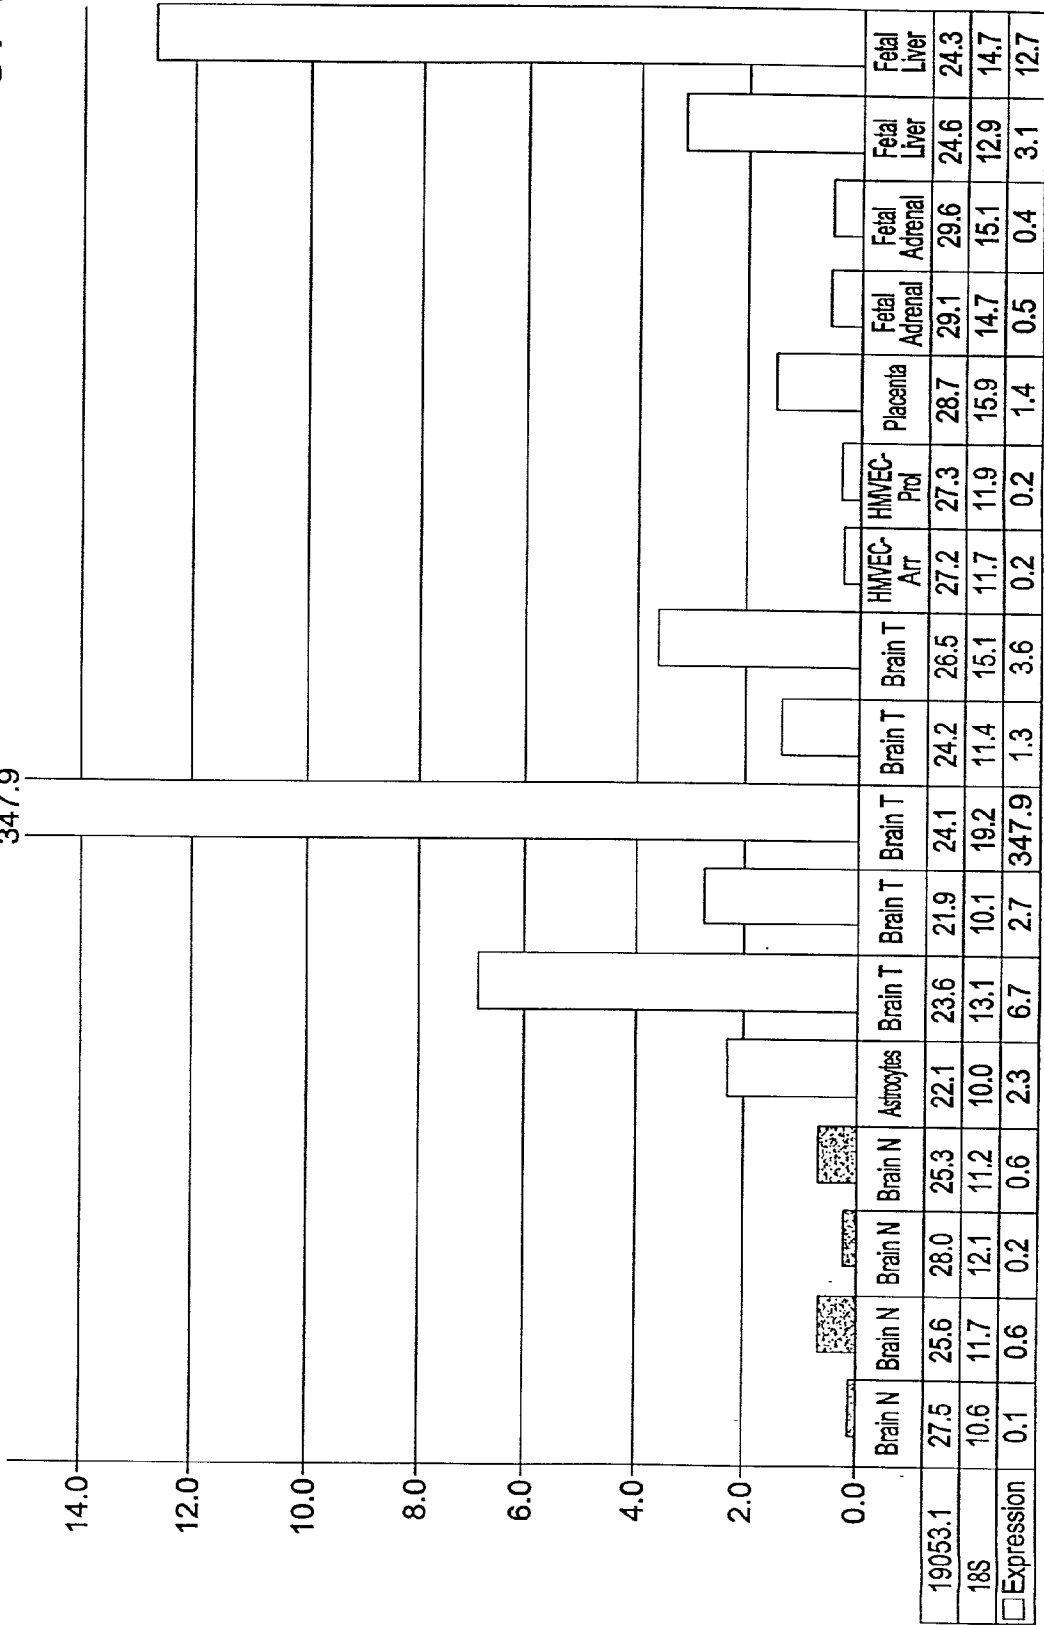 347.9
14.0
12.0
10.0
8.0
6.0
4.0
2.0
0.0
Brain N Brain N Brain N Brain N Astrocytes Brain T Brain T Brain T Brain T Brain T HMVEC-Arr HMVEC-Prol Placenta Fetal Adrenal Fetal Adrenal Fetal Liver Fetal Liver
19053.1 27.5 25.6 28.0 25.3 22.1 23.6 21.9 24.1 24.2 26.5 27.2 27.3 28.7 29.1 29.6 24.6 24.3
18S 10.6 11.7 12.1 11.2 10.0 13.1 10.1 19.2 11.4 15.1 11.7 11.9 15.9 14.7 15.1 12.9 14.7
Expression 0.1 0.6 0.2 0.6 2.3 6.7 2.7 347.9 1.3 3.6 0.2 0.2 1.4 0.5 0.4 3.1 12.7